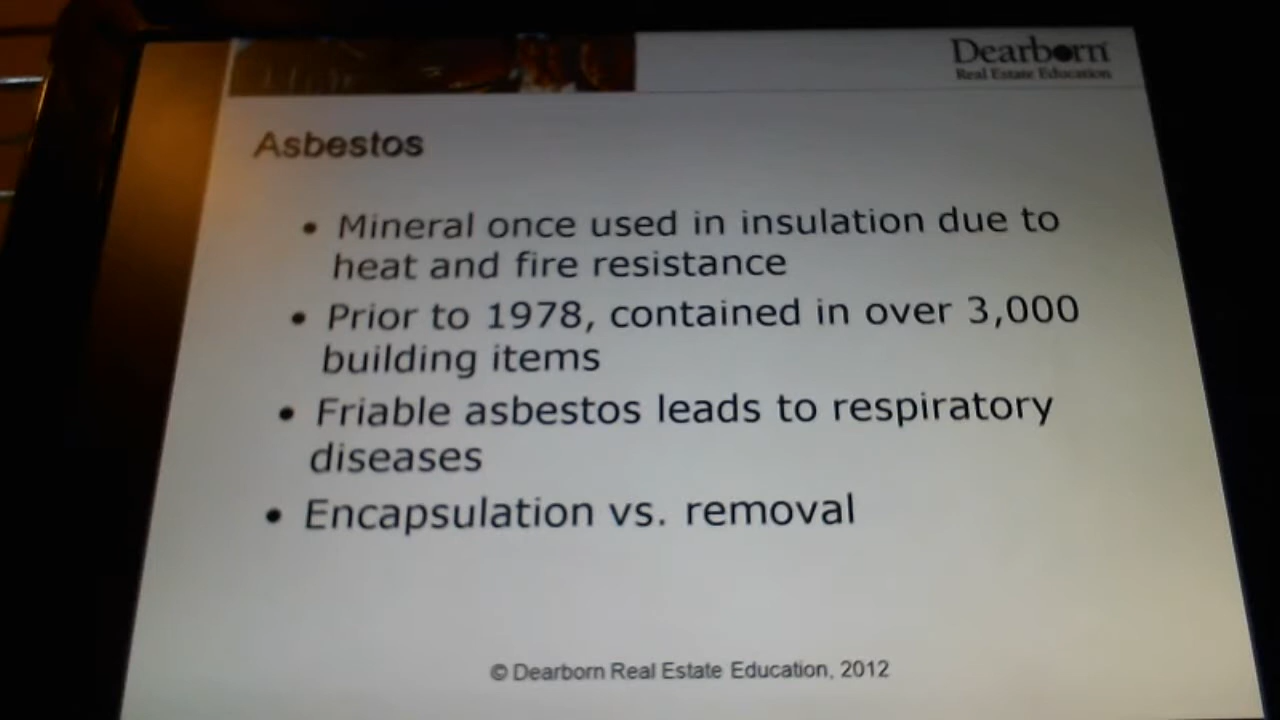 Dearborn
Real Estate Education
Asbestos
• Mineral once used in insulation due to
heat and fire resistance
• Prior to 1978, contained in over 3,000
building items
• Friable asbestos leads to respiratory
diseases
• Encapsulation vs. removal
© Dearborn Real Estate Education, 2012